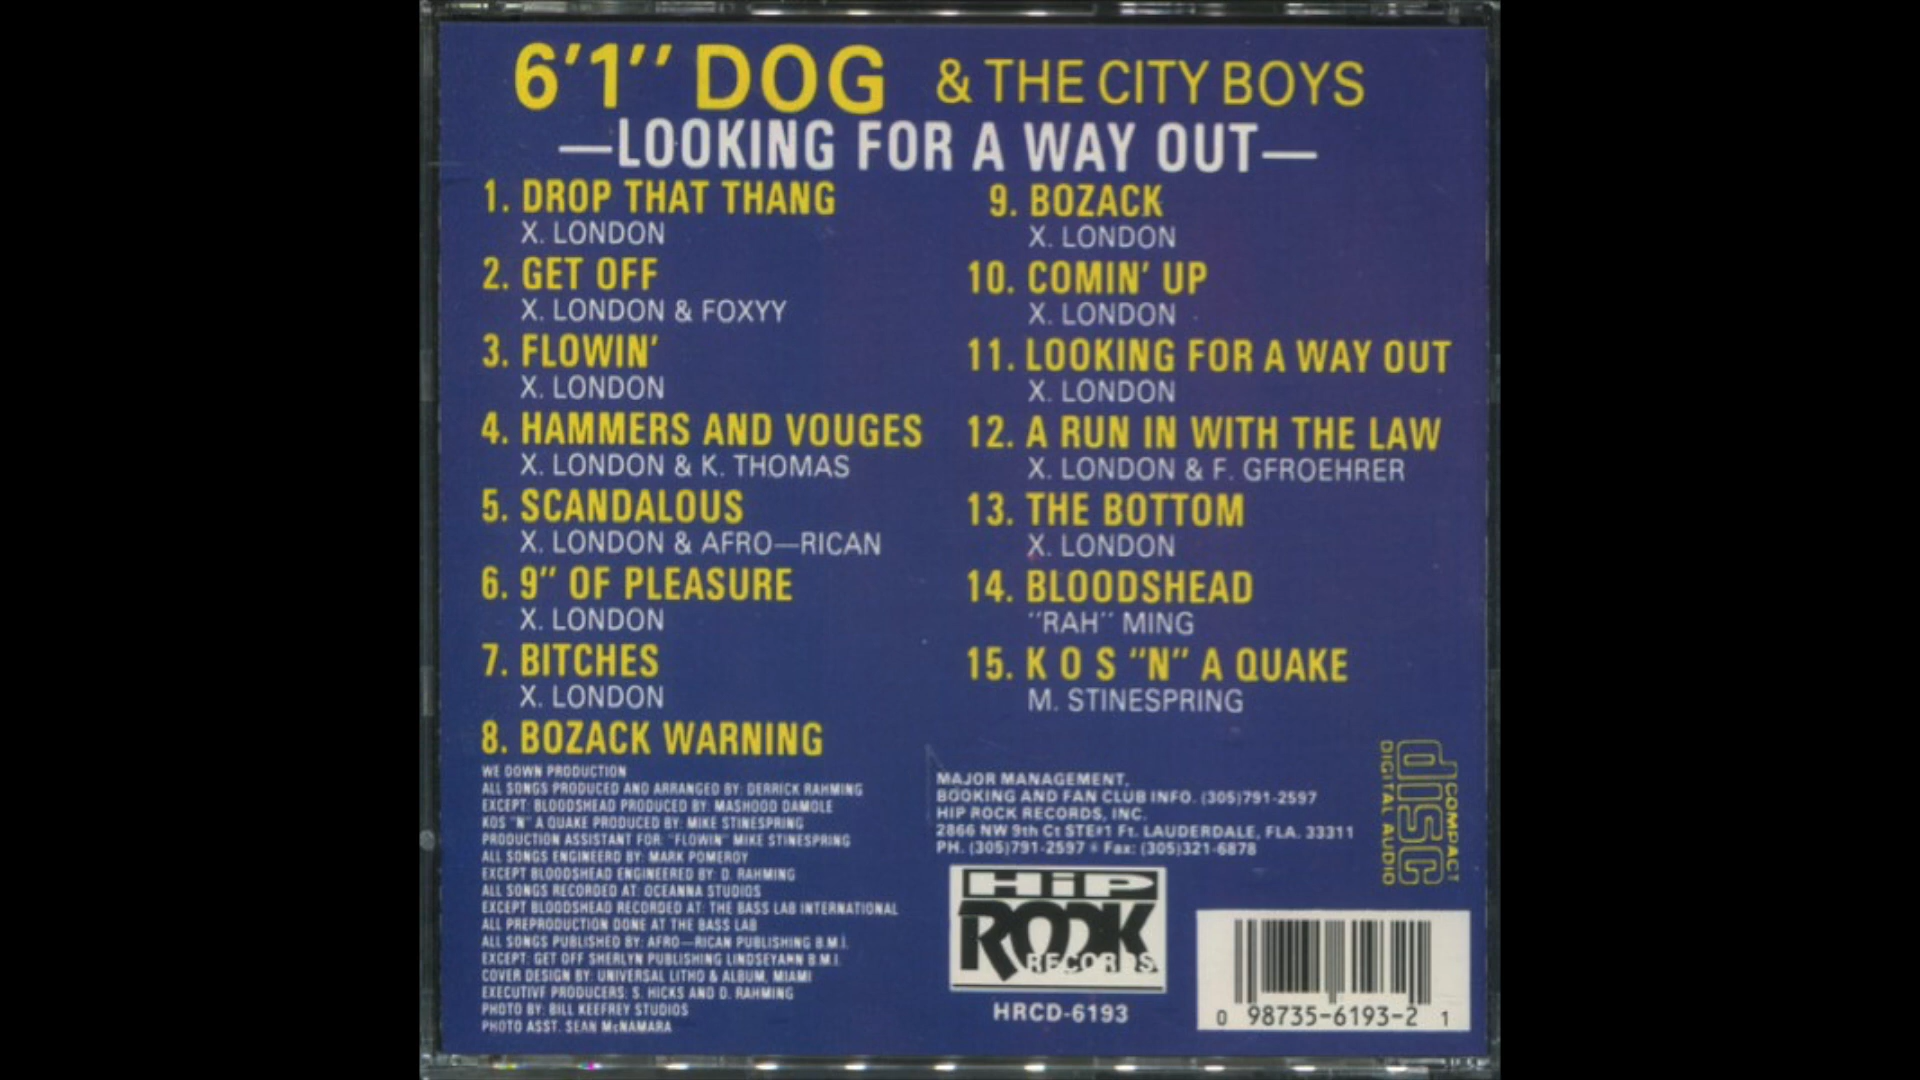 6'1" DOG & THE CITY BOYS
—LOOKING FOR A WAY OUT—
1. DROP THAT THANG
X. LONDON
2. GET OFF
X. LONDON & FOXYY
3. FLOWIN'
X. LONDON
4. HAMMERS AND VOUGES
X. LONDON & K. THOMAS
5. SCANDALOUS
X. LONDON & AFRO—RICAN
6. 9" OF PLEASURE
X. LONDON
7. BITCHES
X. LONDON
8. BOZACK WARNING
9. BOZACK
X. LONDON
10. COMIN' UP
X. LONDON
11. LOOKING FOR A WAY OUT
X. LONDON
12. A RUN IN WITH THE LAW
X. LONDON & F. GFROEHRER
13. THE BOTTOM
X. LONDON
14. BLOODSHEAD
"RAH" MING
15. K O S "N" A QUAKE
M. STINESPRING
WE DOWN PRODUCTION
ALL SONGS PRODUCED AND ARRANGED BY: DERRICK RAHMING
EXCEPT: BLOODSHEAD PRODUCED BY: MASHOOD DAMOLE
KOS "N" A QUAKE PRODUCED BY: MIKE STINESPRING
PRODUCTION ASSISTANT FOR: "FLOWIN" MIKE STINESPRING
ALL SONGS ENGINEERD BY: MARK POMEROY
EXCEPT BLOODSHEAD ENGINEERED BY: D. RAHMING
ALL SONGS RECORDED AT: OCEANNA STUDIOS
EXCEPT BLOODSHEAD RECORDED AT: THE BASS LAB INTERNATIONAL
ALL PREPRODUCTION DONE AT THE BASS LAB
ALL SONGS PUBLISHED BY: AFRO—RICAN PUBLISHING B.M.I.
EXCEPT: GET OFF SHERLYN PUBLISHING LINDSEYANN B.M.I.
COVER DESIGN BY: UNIVERSAL LITHO & ALBUM, MIAMI
EXECUTIVE PRODUCERS: S. HICKS AND D. RAHMING
PHOTO BY: BILL KEEFREY STUDIOS
PHOTO ASST. SEAN McNAMARA
MAJOR MANAGEMENT,
BOOKING AND FAN CLUB INFO. (305)791-2597
HIP ROCK RECORDS, INC.
2866 NW 9th Ct STE#1 Ft. LAUDERDALE, FLA. 33311
PH. (305)791-2597 * Fax: (305)321-6878
HIP
ROCK
RECORDS
HRCD-6193
COMPACT
disc
DIGITAL AUDIO
0 98735-6193-2 1